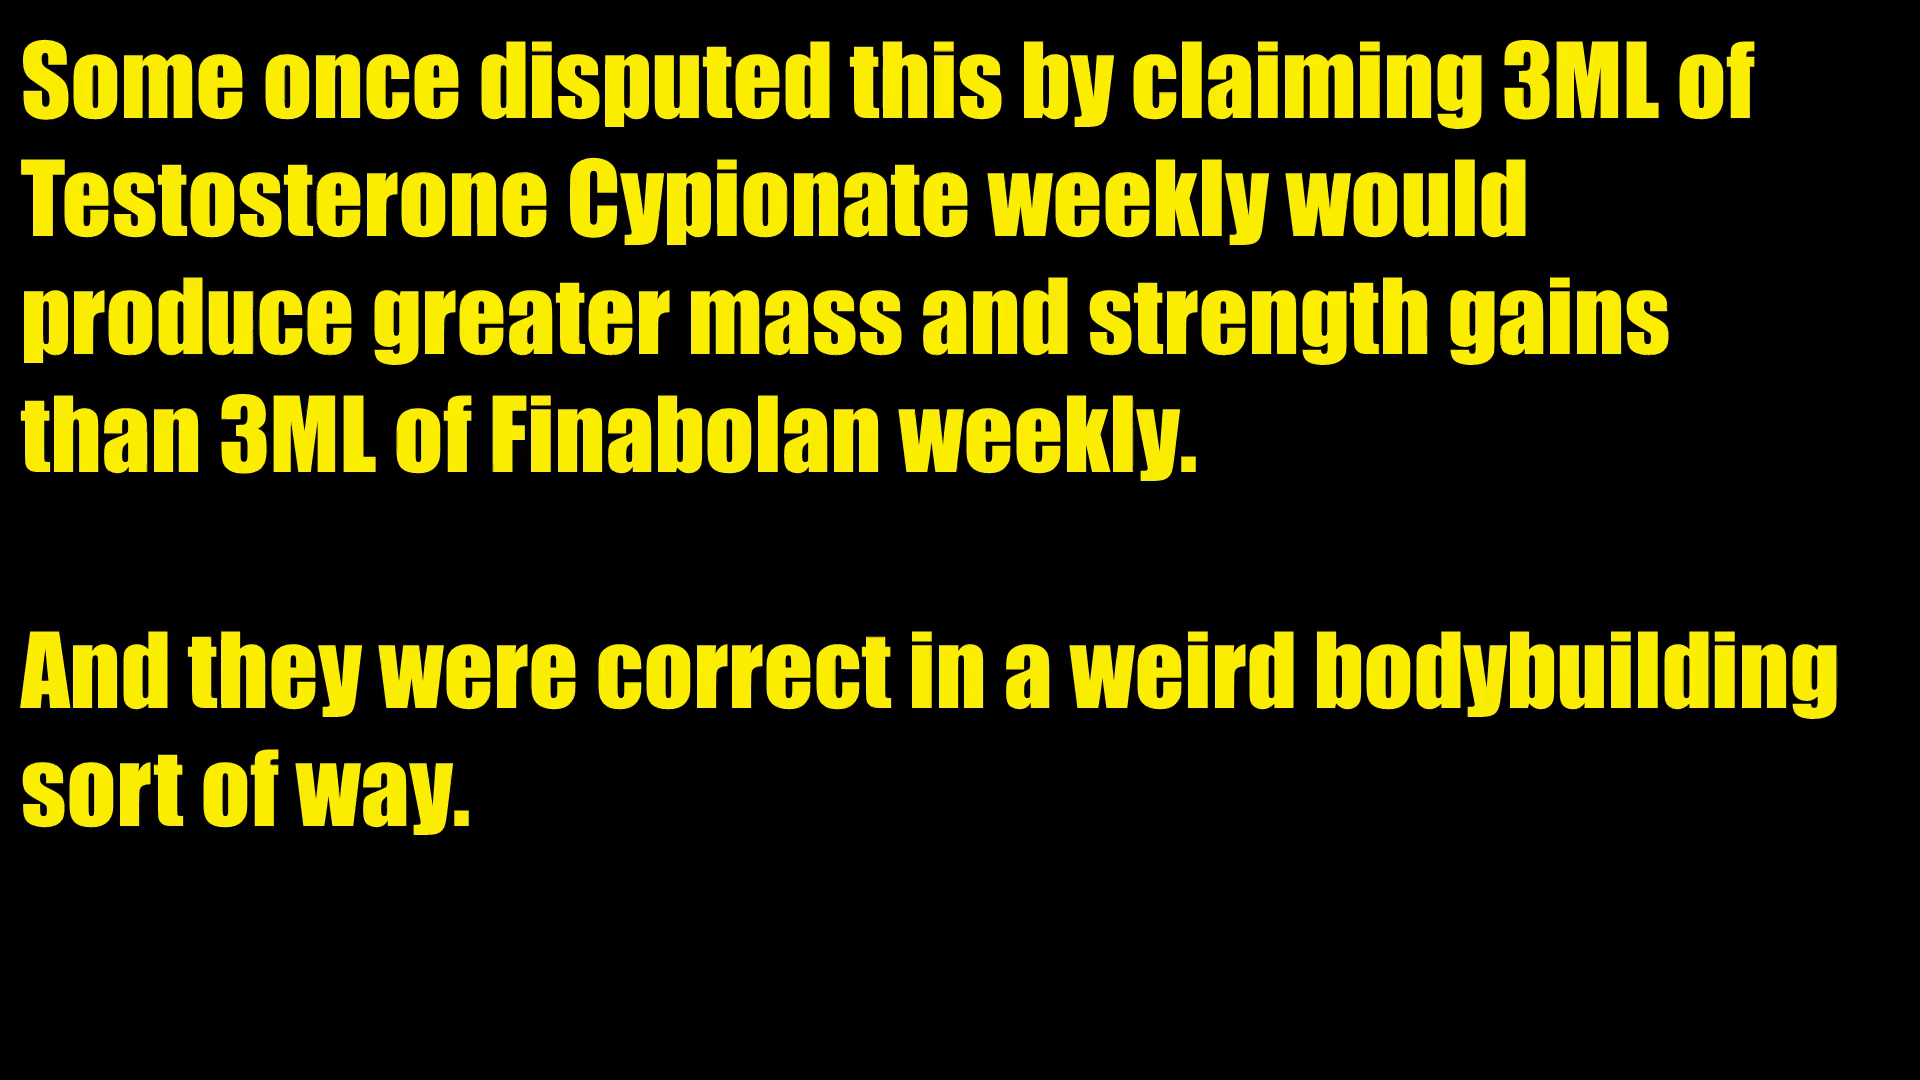 Some once disputed this by claiming 3ML of
Testosterone Cypionate weekly would
produce greater mass and strength gains
than 3ML of Finabolan weekly.
And they were correct in a weird bodybuilding
sort of way.